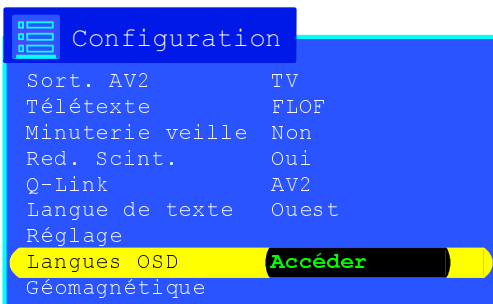 Configuration
Sort. AV2 TV
Télétexte FLOF
Minuterie veille Non
Red. Scint. Oui
Q-Link AV2
Langue de texte Ouest
Réglage
Langues OSD Accéder
Géomagnétique